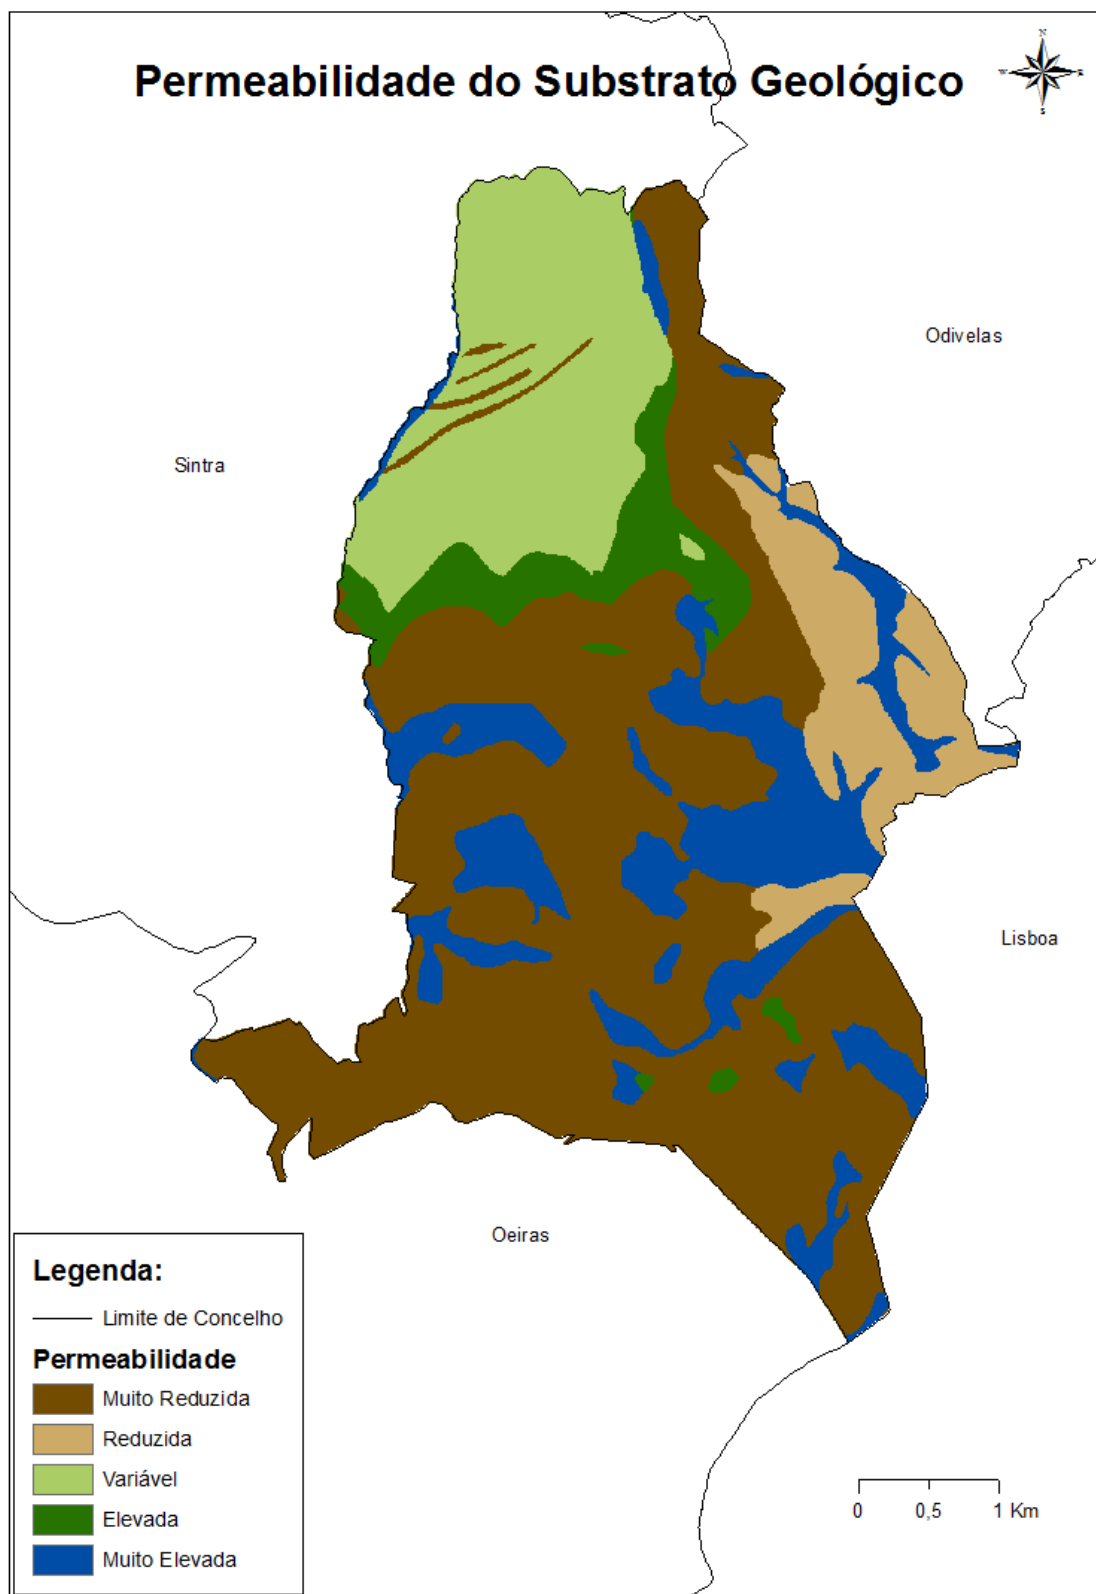 Permeabilidade do Substrato Geológico
N
W
E
S
Odivelas
Sintra
Lisboa
Oeiras
Legenda:
Limite de Concelho
Permeabilidade
Muito Reduzida
Reduzida
Variável
Elevada
Muito Elevada
0 0,5 1 Km